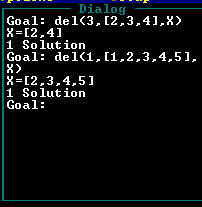 Dialog
Goal: del(3,[2,3,4],X)
X=[2,4]
1 Solution
Goal: del(1,[1,2,3,4,5],
X)
X=[2,3,4,5]
1 Solution
Goal: